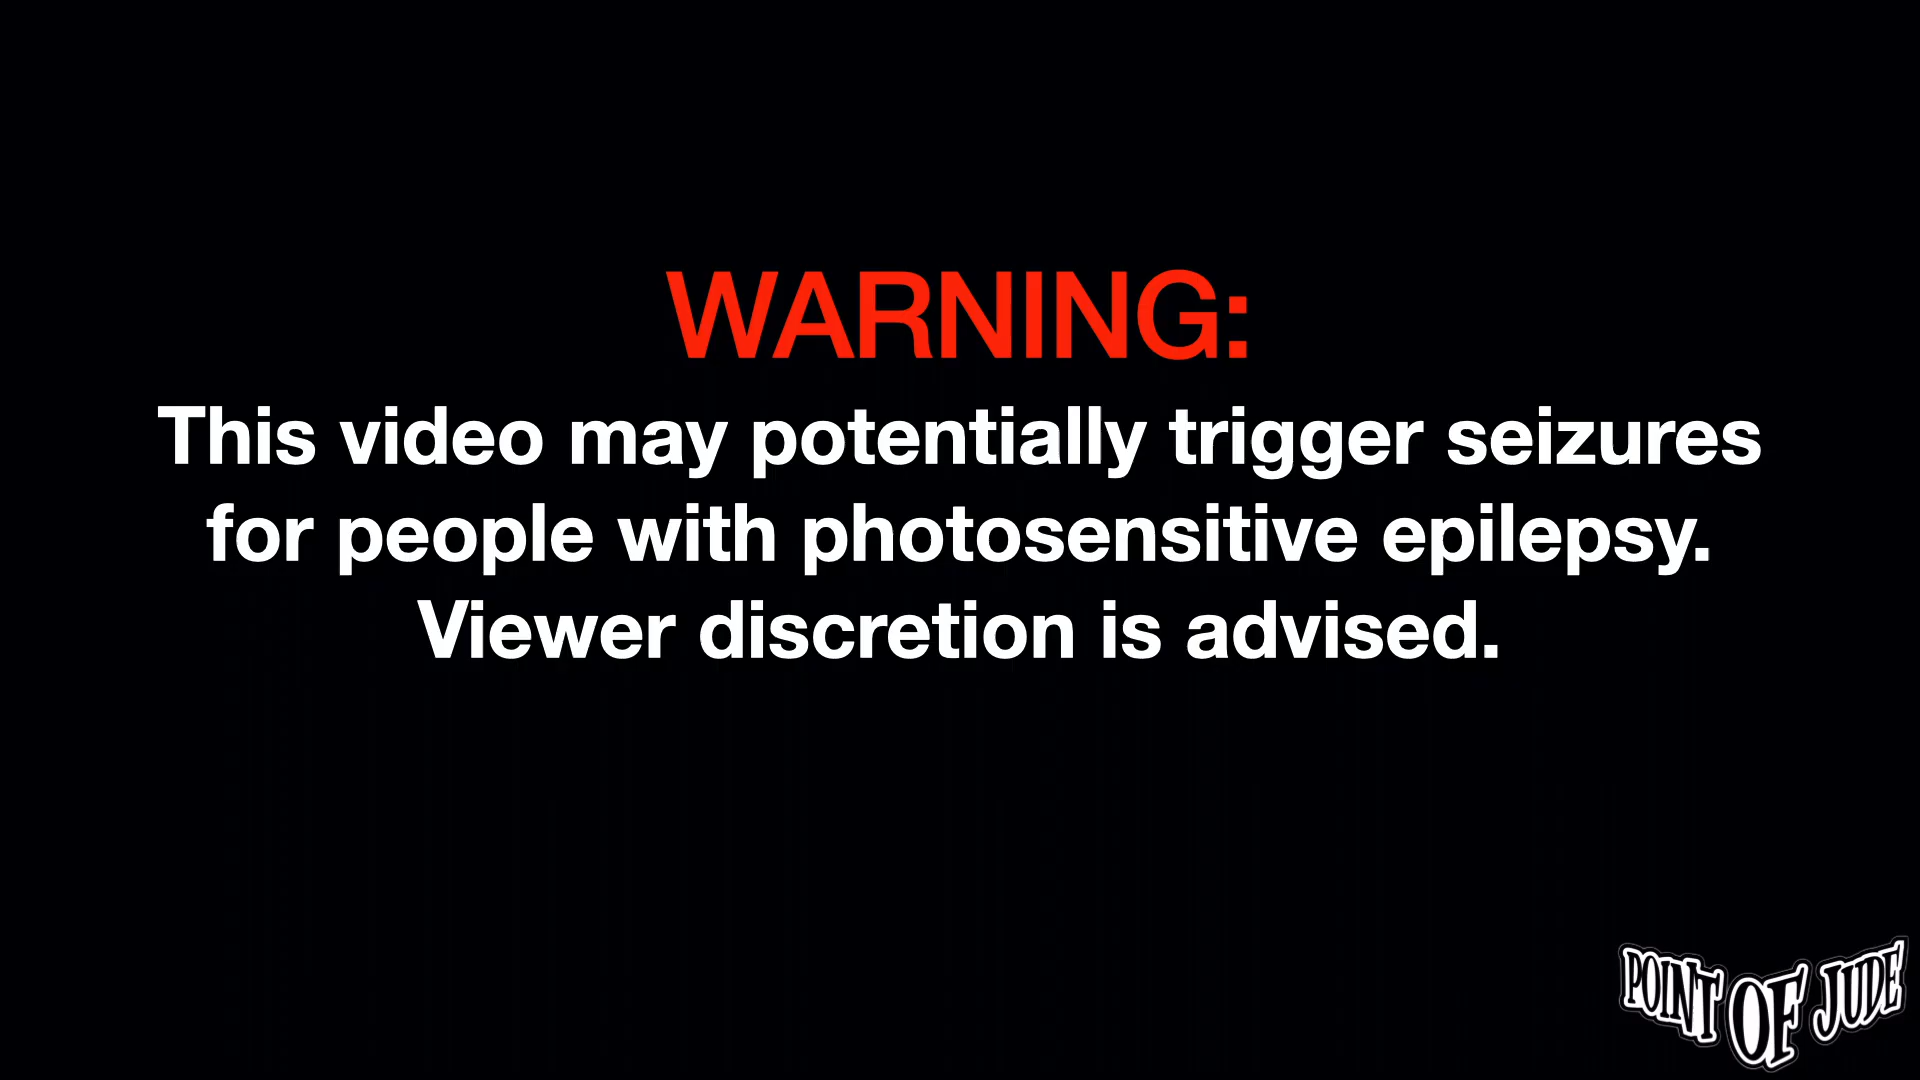 WARNING:
This video may potentially trigger seizures
for people with photosensitive epilepsy.
Viewer discretion is advised.
POINT OF JUDE